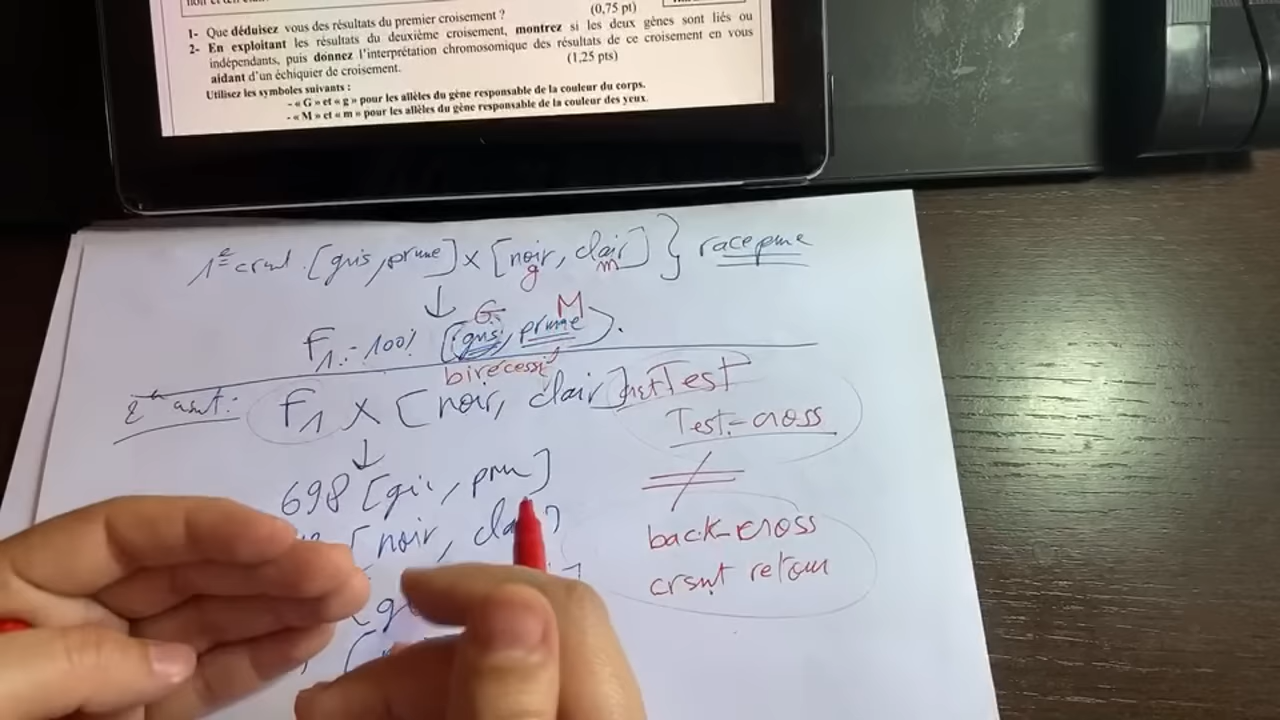 1- Que déduisez vous des résultats du premier croisement ? (0,75 pt)
2- En exploitant les résultats du deuxième croisement, montrez si les deux gènes sont liés ou
indépendants, puis donnez l'interprétation chromosomique des résultats de ce croisement en vous
aidant d'un échiquier de croisement. (1,25 pts)
Utilisez les symboles suivants :
- « G » et « g » pour les allèles du gène responsable de la couleur du corps.
- « M » et « m » pour les allèles du gène responsable de la couleur des yeux.
[gris, prune] x [noir, clair] } race pure
g m
G M
F1 :- 100% [gris, prune].
birécessif
F1 X [noir, clair] Test
Test-cross
698 [gri, pru]
[noir, cla
back-cross
crsmt retour